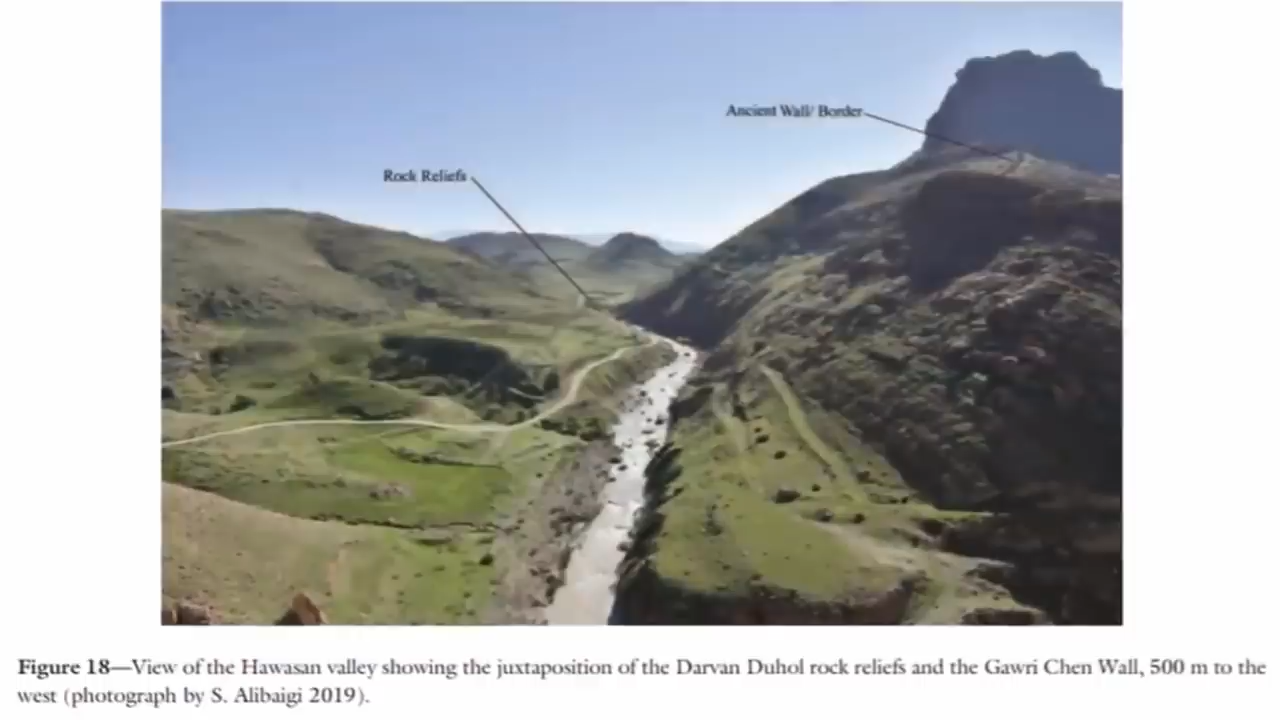 Ancient Wall/ Border
Rock Reliefs
Figure 18—View of the Hawasan valley showing the juxtaposition of the Darvan Duhol rock reliefs and the Gawri Chen Wall, 500 m to the
west (photograph by S. Alibaigi 2019).